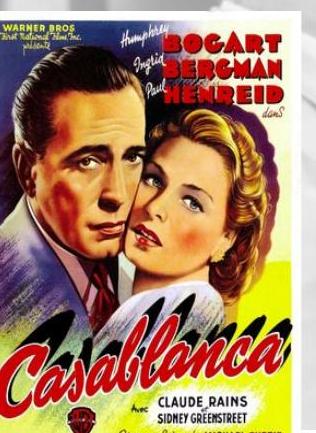 WARNER BROS
First National Films Inc.
présente
Humphrey BOGART
Ingrid BERGMAN
Paul HENREID
dans
Casablanca
Avec CLAUDE RAINS
et
SIDNEY GREENSTREET